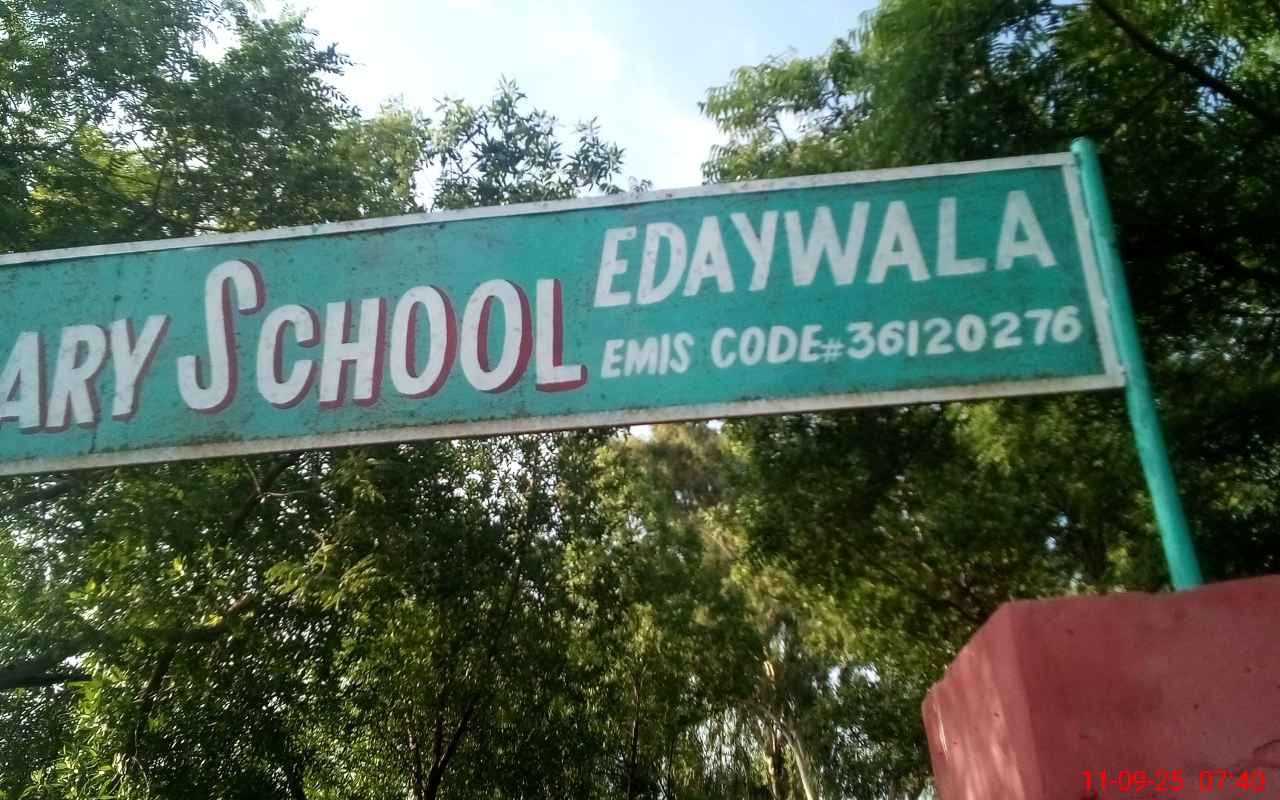 ARY SCHOOL EDAYWALA
EMIS CODE#36120276
11-09-25 07:40